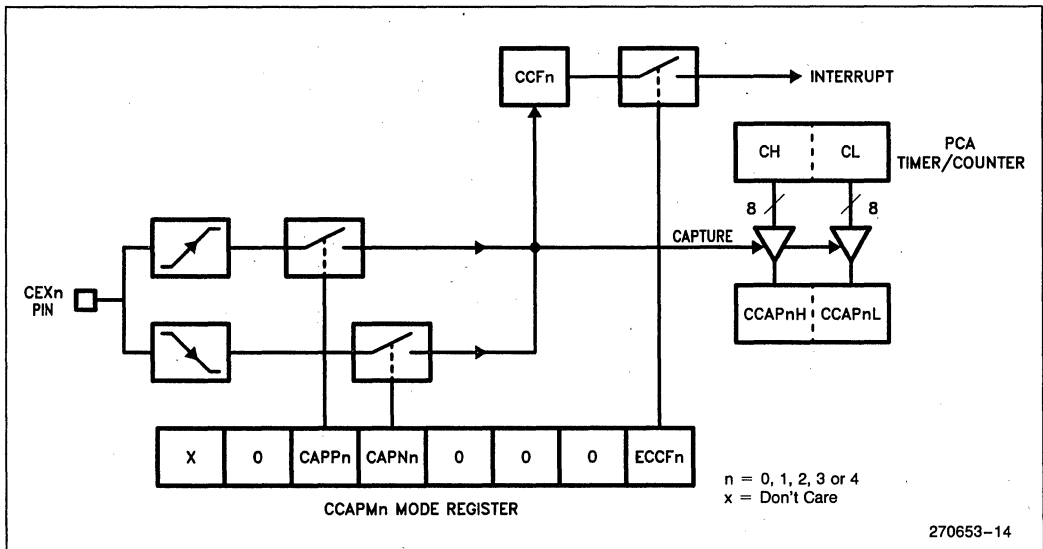 CCFn
INTERRUPT
CH
CL
PCA
TIMER/COUNTER
8
8
CAPTURE
CEXn
PIN
CCAPnH
CCAPnL
X
0
CAPPn
CAPNn
0
0
0
ECCFn
CCAPMn MODE REGISTER
n = 0, 1, 2, 3 or 4
x = Don't Care
270653-14